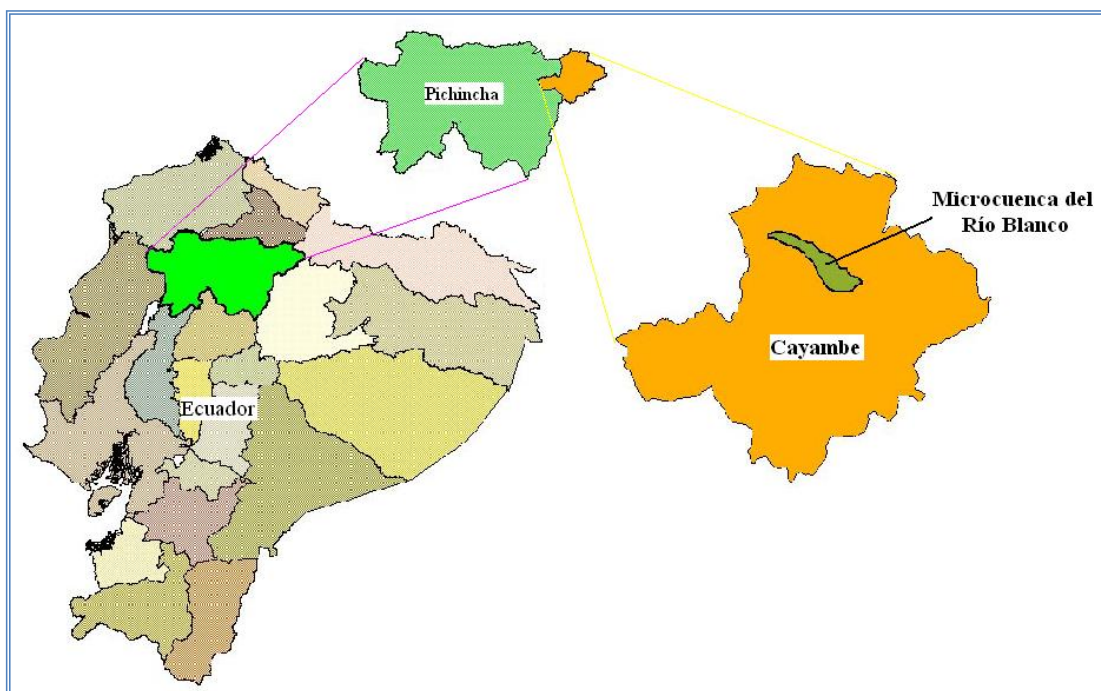 Pichincha
Microcuenca del
Río Blanco
Cayambe
Ecuador